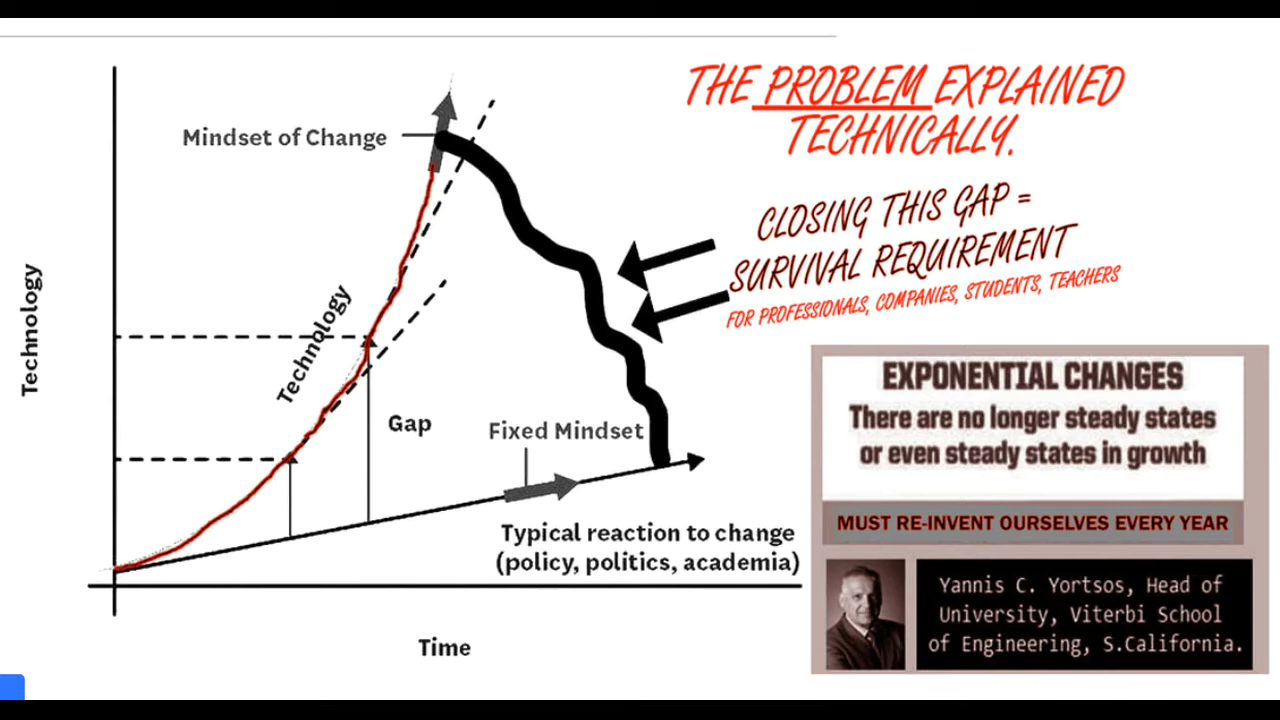 THE PROBLEM EXPLAINED
TECHNICALLY.
Mindset of Change
CLOSING THIS GAP =
SURVIVAL REQUIREMENT
FOR PROFESSIONALS, COMPANIES, STUDENTS, TEACHERS
Technology
Technology
Gap
Fixed Mindset
Typical reaction to change
(policy, politics, academia)
Time
EXPONENTIAL CHANGES
There are no longer steady states
or even steady states in growth
MUST RE-INVENT OURSELVES EVERY YEAR
Yannis C. Yortsos, Head of
University, Viterbi School
of Engineering, S.California.